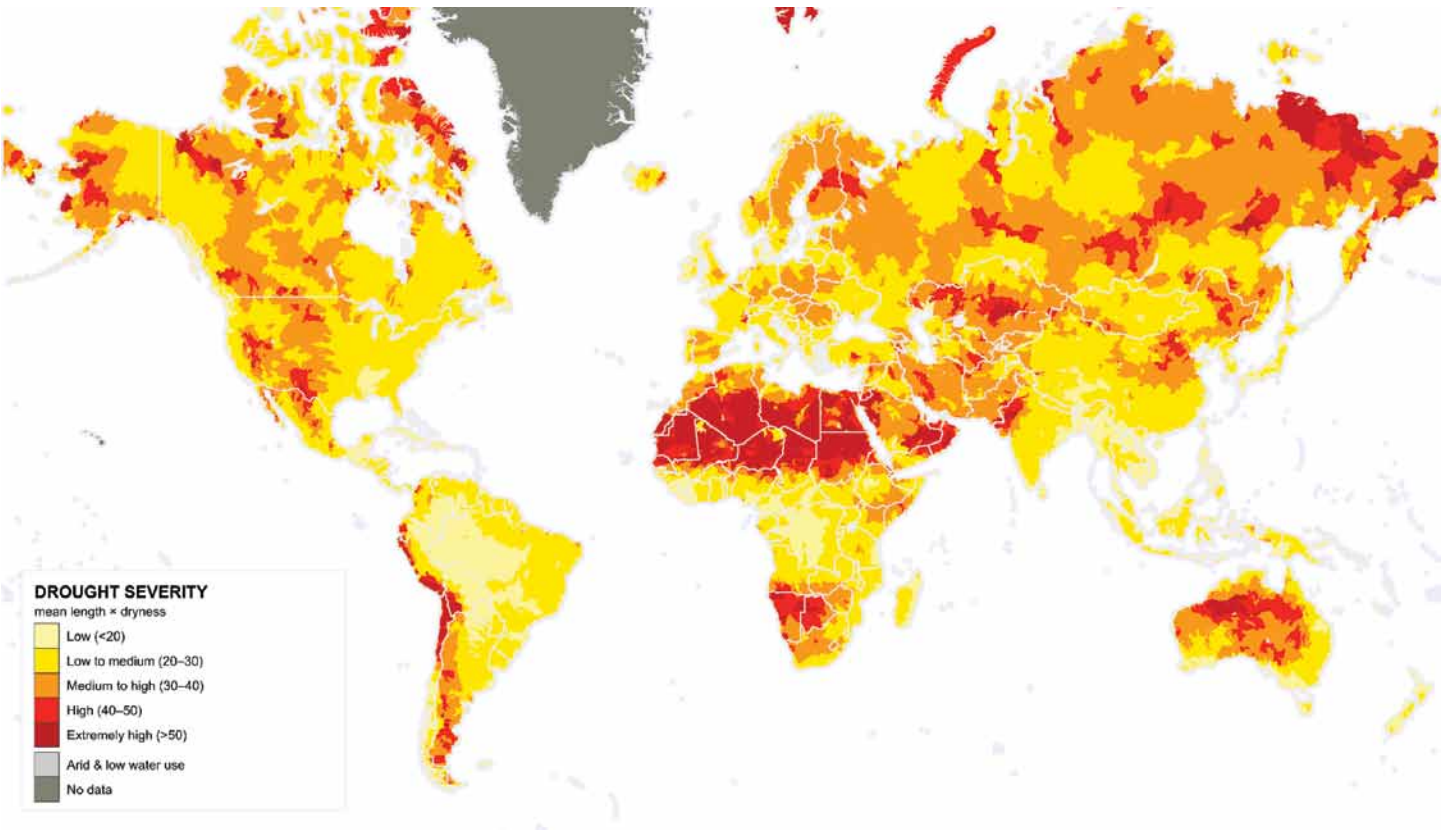 DROUGHT SEVERITY
mean length × dryness
Low (<20)
Low to medium (20–30)
Medium to high (30–40)
High (40–50)
Extremely high (>50)
Arid & low water use
No data